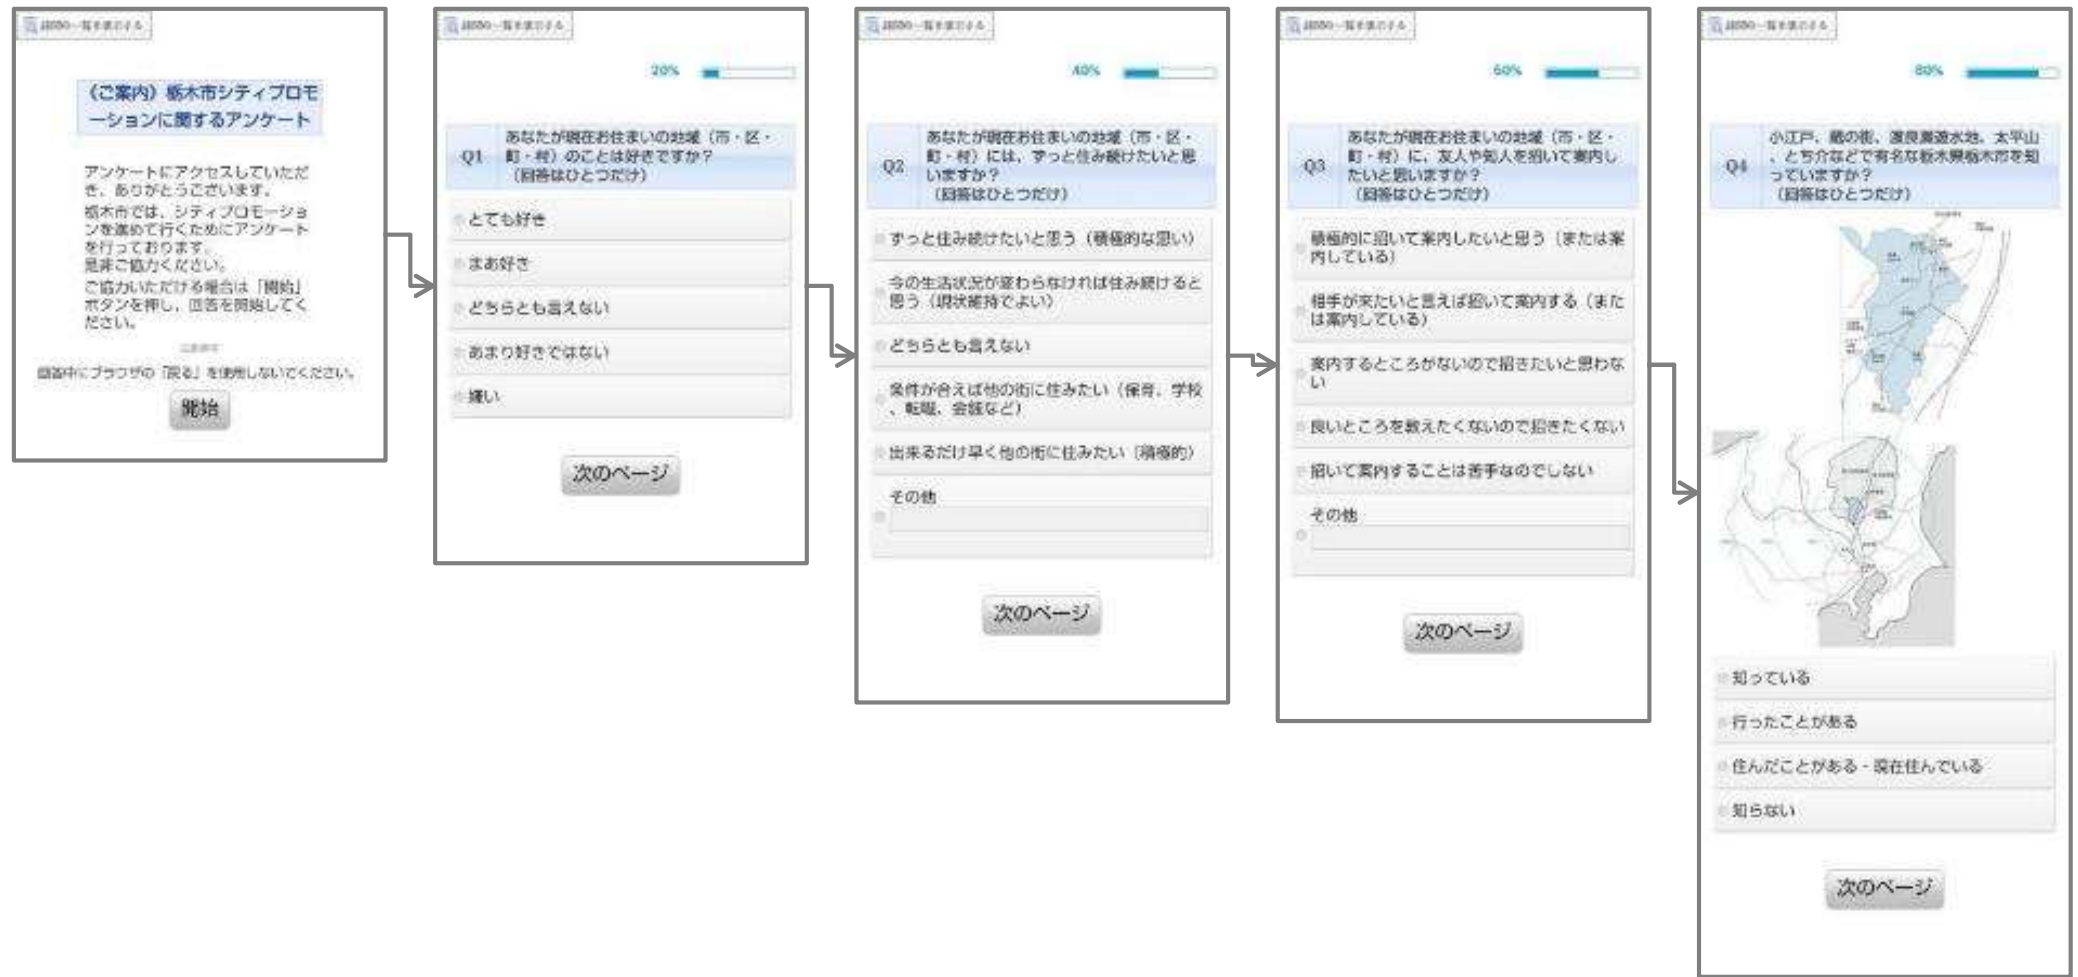 (ご案内) 栃木市シティプロモ
ーションに関するアンケート
アンケートにアクセスしていただ
き、ありがとうございます。
栃木市では、シティプロモーショ
ンを進めて行くためにアンケート
を行っております。
是非ご協力ください。
ご協力いただける場合は「開始」
ボタンを押し、回答を開始してく
ださい。
回答中にブラウザの「戻る」を使用しないでください。
開始
20%
Q1
あなたが現在お住まいの地域(市・区・
町・村)のことは好きですか?
(回答はひとつだけ)
とても好き
まあ好き
どちらとも言えない
あまり好きではない
嫌い
次のページ
40%
Q2
あなたが現在お住まいの地域(市・区・
町・村)には、ずっと住み続けたいと思
いますか?
(回答はひとつだけ)
ずっと住み続けたいと思う(積極的な思い)
今の生活状況が変わらなければ住み続けると
思う(現状維持でよい)
どちらとも言えない
条件が合えば他の街に住みたい(保育、学校
、転職、金銭など)
出来るだけ早く他の街に住みたい(積極的)
その他
次のページ
60%
Q3
あなたが現在お住まいの地域(市・区・
町・村)に、友人や知人を招いて案内し
たいと思いますか?
(回答はひとつだけ)
積極的に招いて案内したいと思う(または案
内している)
相手が来たいと言えば招いて案内する(また
は案内している)
案内するところがないので招きたいと思わな
い
良いところを教えたくないので招きたくない
招いて案内することは苦手なのでしない
その他
次のページ
80%
Q4
小江戸、蔵の街、渡良瀬遊水地、太平山
、とち介などで有名な栃木県栃木市を知
っていますか?
(回答はひとつだけ)
知っている
行ったことがある
住んだことがある・現在住んでいる
知らない
次のページ